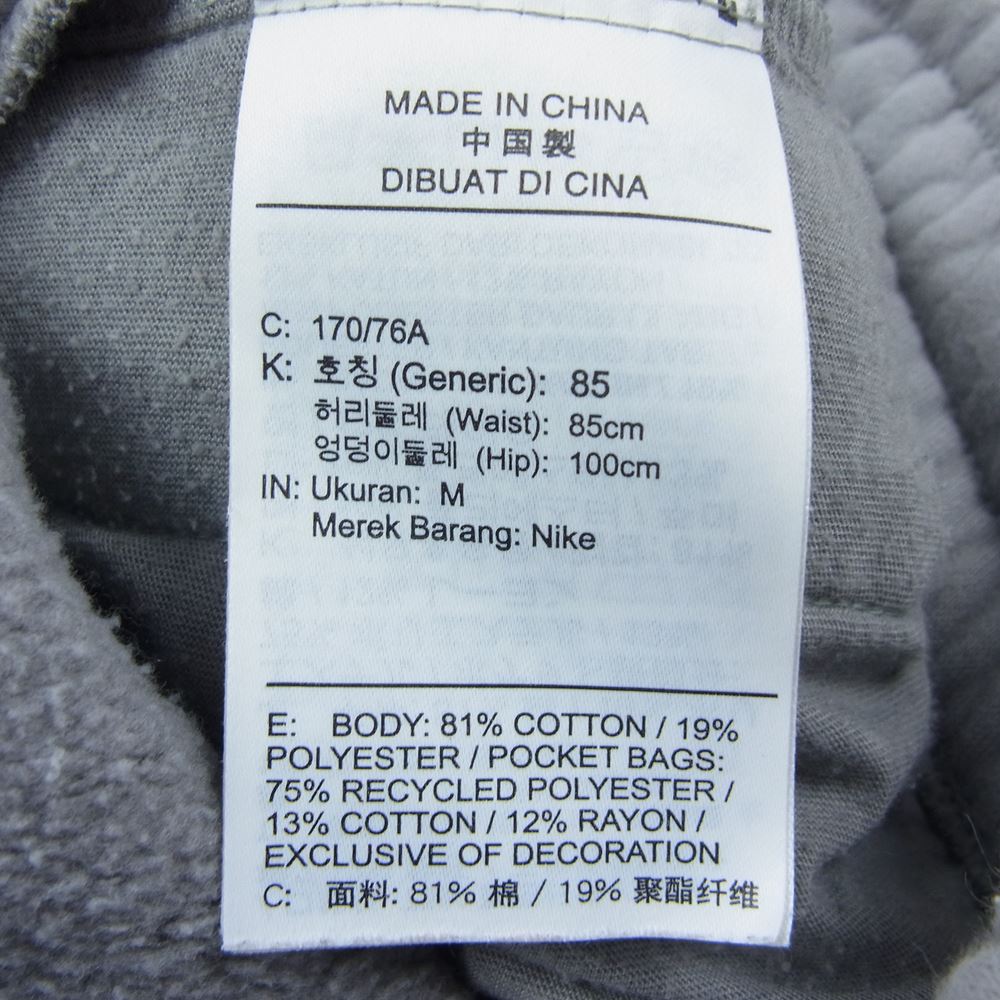 MADE IN CHINA
中国製
DIBUAT DI CINA
C: 170/76A
K: 호칭 (Generic): 85
허리둘레 (Waist): 85cm
엉덩이둘레 (Hip): 100cm
IN: Ukuran: M
Merek Barang: Nike
E: BODY: 81% COTTON / 19%
POLYESTER / POCKET BAGS:
75% RECYCLED POLYESTER /
13% COTTON / 12% RAYON /
EXCLUSIVE OF DECORATION
C: 面料: 81% 棉 / 19% 聚酯纤维